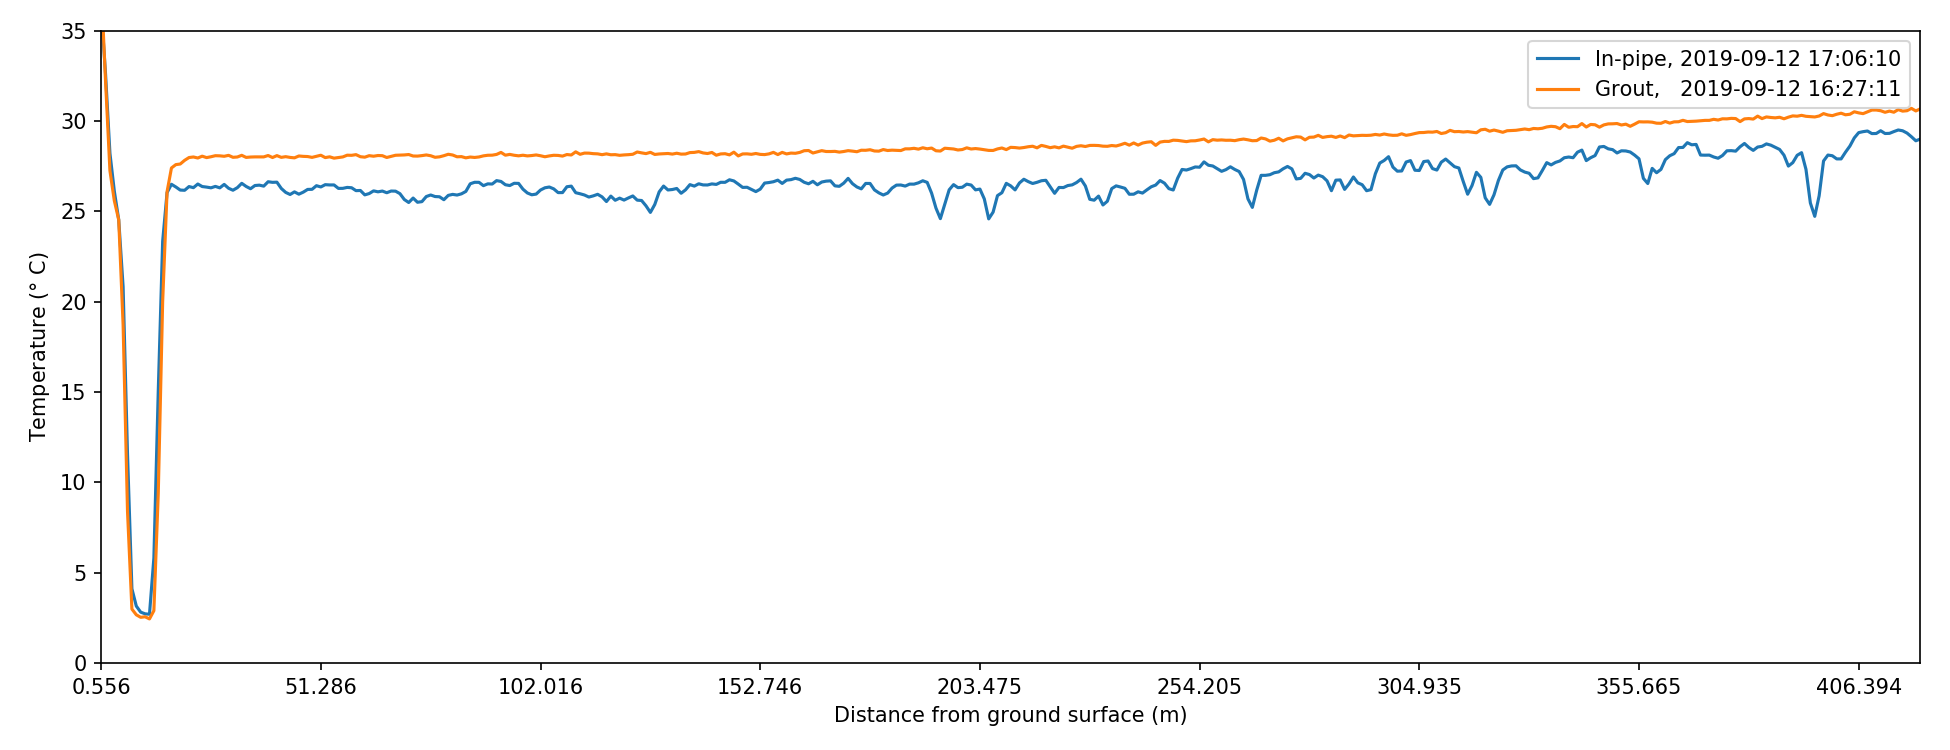 In-pipe, 2019-09-12 17:06:10
Grout, 2019-09-12 16:27:11
Temperature (° C)
35
30
25
20
15
10
5
0
0.556 51.286 102.016 152.746 203.475 254.205 304.935 355.665 406.394
Distance from ground surface (m)